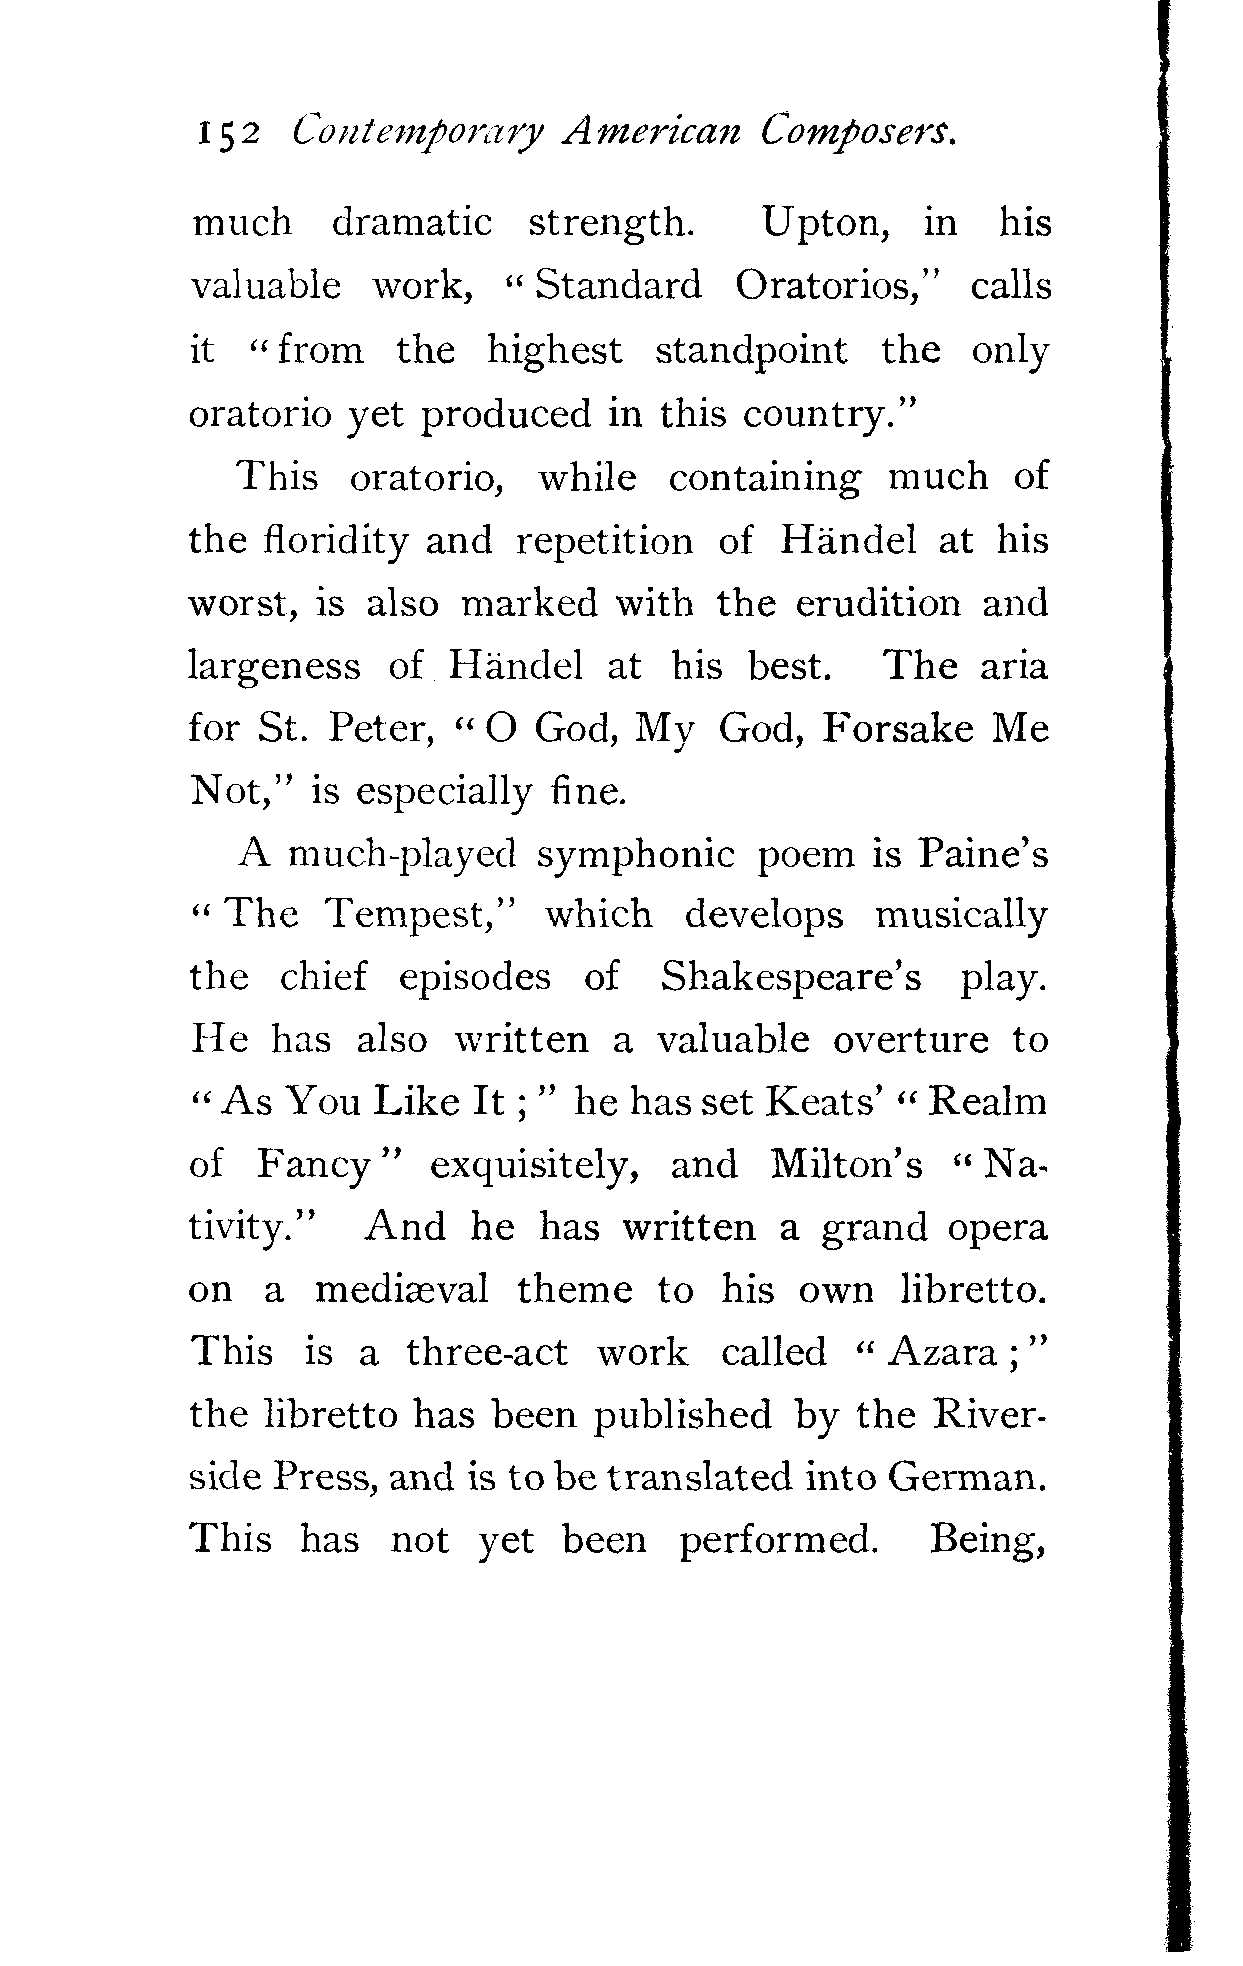 152 Contemporary American Composers.
much dramatic strength. Upton, in his
valuable work, “ Standard Oratorios,” calls
it “ from the highest standpoint the only
oratorio yet produced in this country.”
This oratorio, while containing much of
the floridity and repetition of Händel at his
worst, is also marked with the erudition and
largeness of Händel at his best. The aria
for St. Peter, “ O God, My God, Forsake Me
Not,” is especially fine.
A much-played symphonic poem is Paine’s
“ The Tempest,” which develops musically
the chief episodes of Shakespeare’s play.
He has also written a valuable overture to
“ As You Like It ; ” he has set Keats’ “ Realm
of Fancy ” exquisitely, and Milton’s “ Na-
tivity.” And he has written a grand opera
on a mediæval theme to his own libretto.
This is a three-act work called “ Azara ; ”
the libretto has been published by the River-
side Press, and is to be translated into German.
This has not yet been performed. Being,